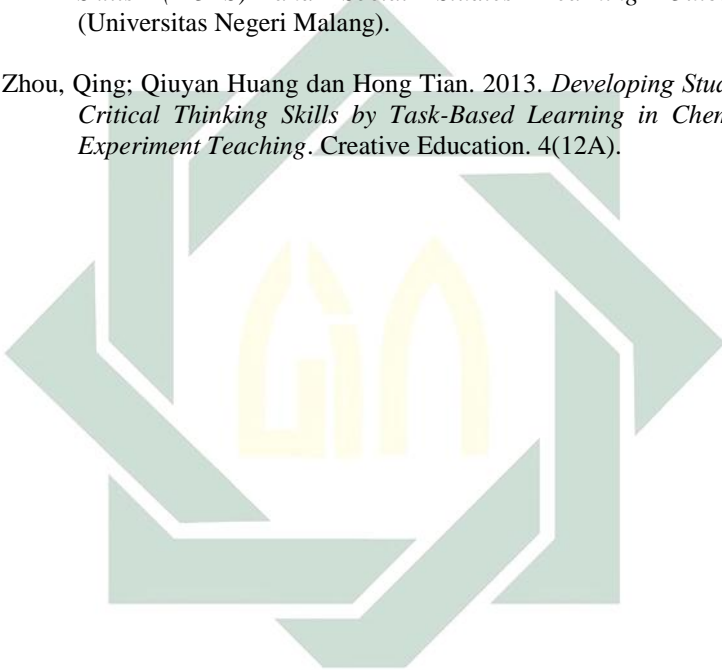 (Universitas Negeri Malang).
Zhou, Qing; Qiuyan Huang dan Hong Tian. 2013. Developing Stud
Critical Thinking Skills by Task-Based Learning in Chem
Experiment Teaching. Creative Education. 4(12A).